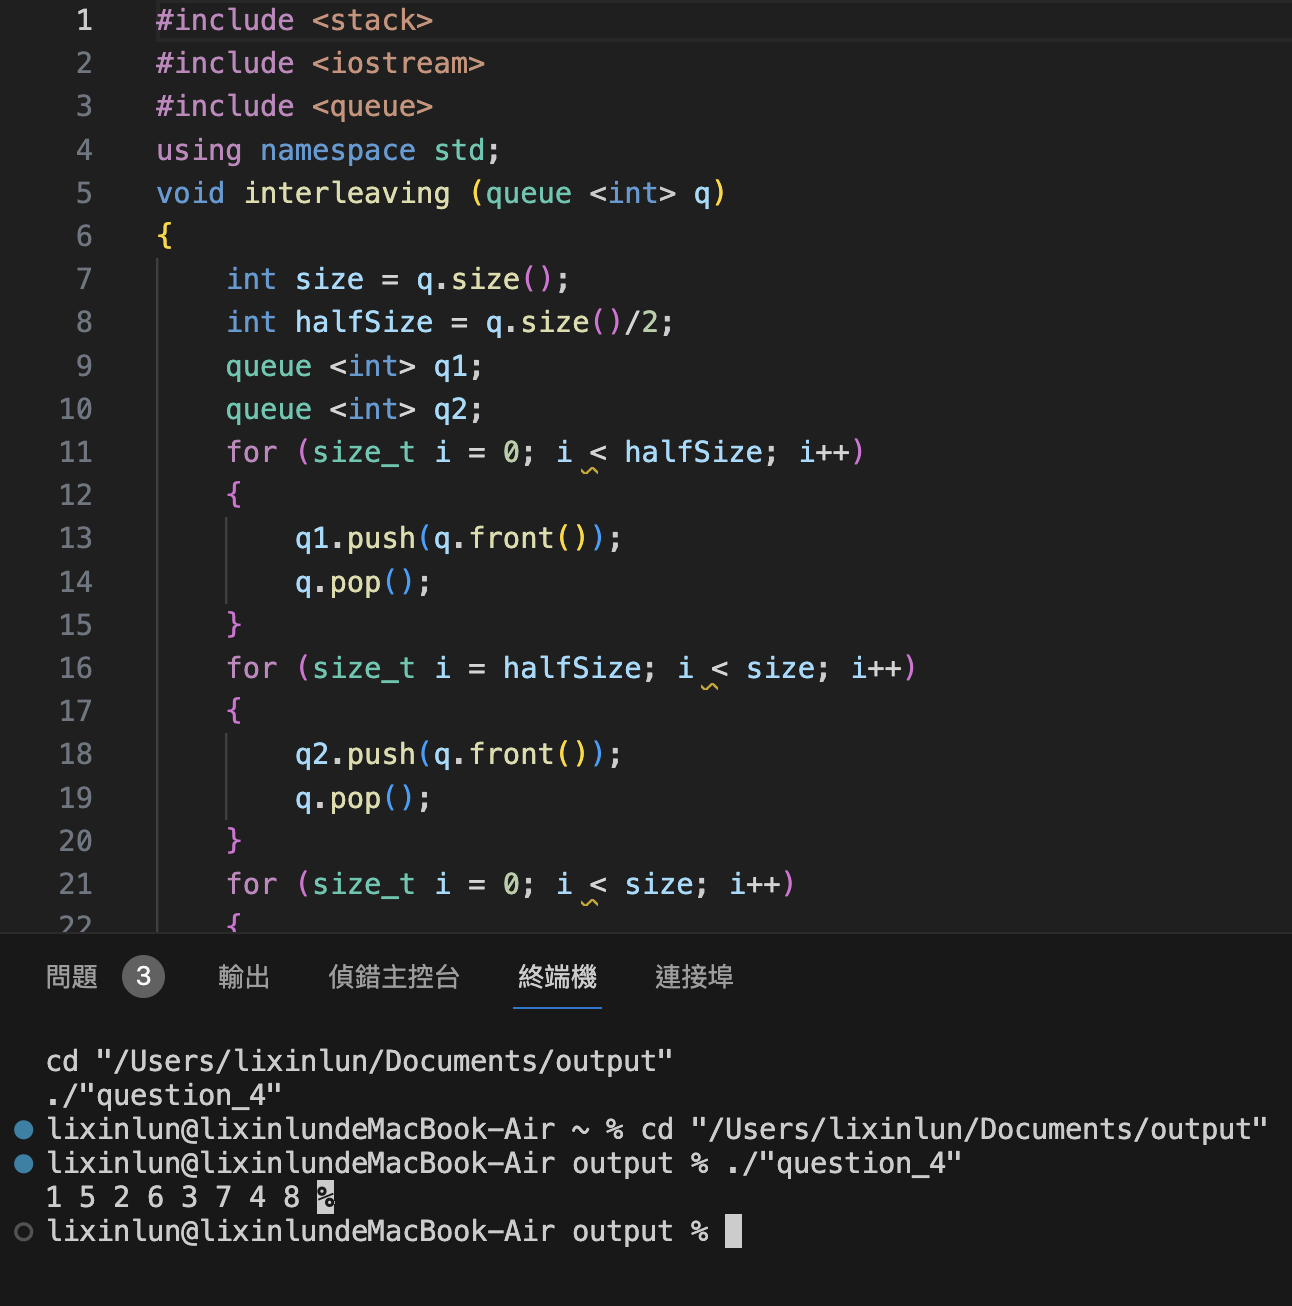 1 #include <stack>
2 #include <iostream>
3 #include <queue>
4 using namespace std;
5 void interleaving (queue <int> q)
6 {
7 int size = q.size();
8 int halfSize = q.size()/2;
9 queue <int> q1;
10 queue <int> q2;
11 for (size_t i = 0; i < halfSize; i++)
12 {
13 q1.push(q.front());
14 q.pop();
15 }
16 for (size_t i = halfSize; i < size; i++)
17 {
18 q2.push(q.front());
19 q.pop();
20 }
21 for (size_t i = 0; i < size; i++)
22 {
問題 3 輸出 偵錯主控台 終端機 連接埠
cd "/Users/lixinlun/Documents/output"
./"question_4"
lixinlun@lixinlundeMacBook-Air ~ % cd "/Users/lixinlun/Documents/output"
lixinlun@lixinlundeMacBook-Air output % ./"question_4"
1 5 2 6 3 7 4 8 %
lixinlun@lixinlundeMacBook-Air output %